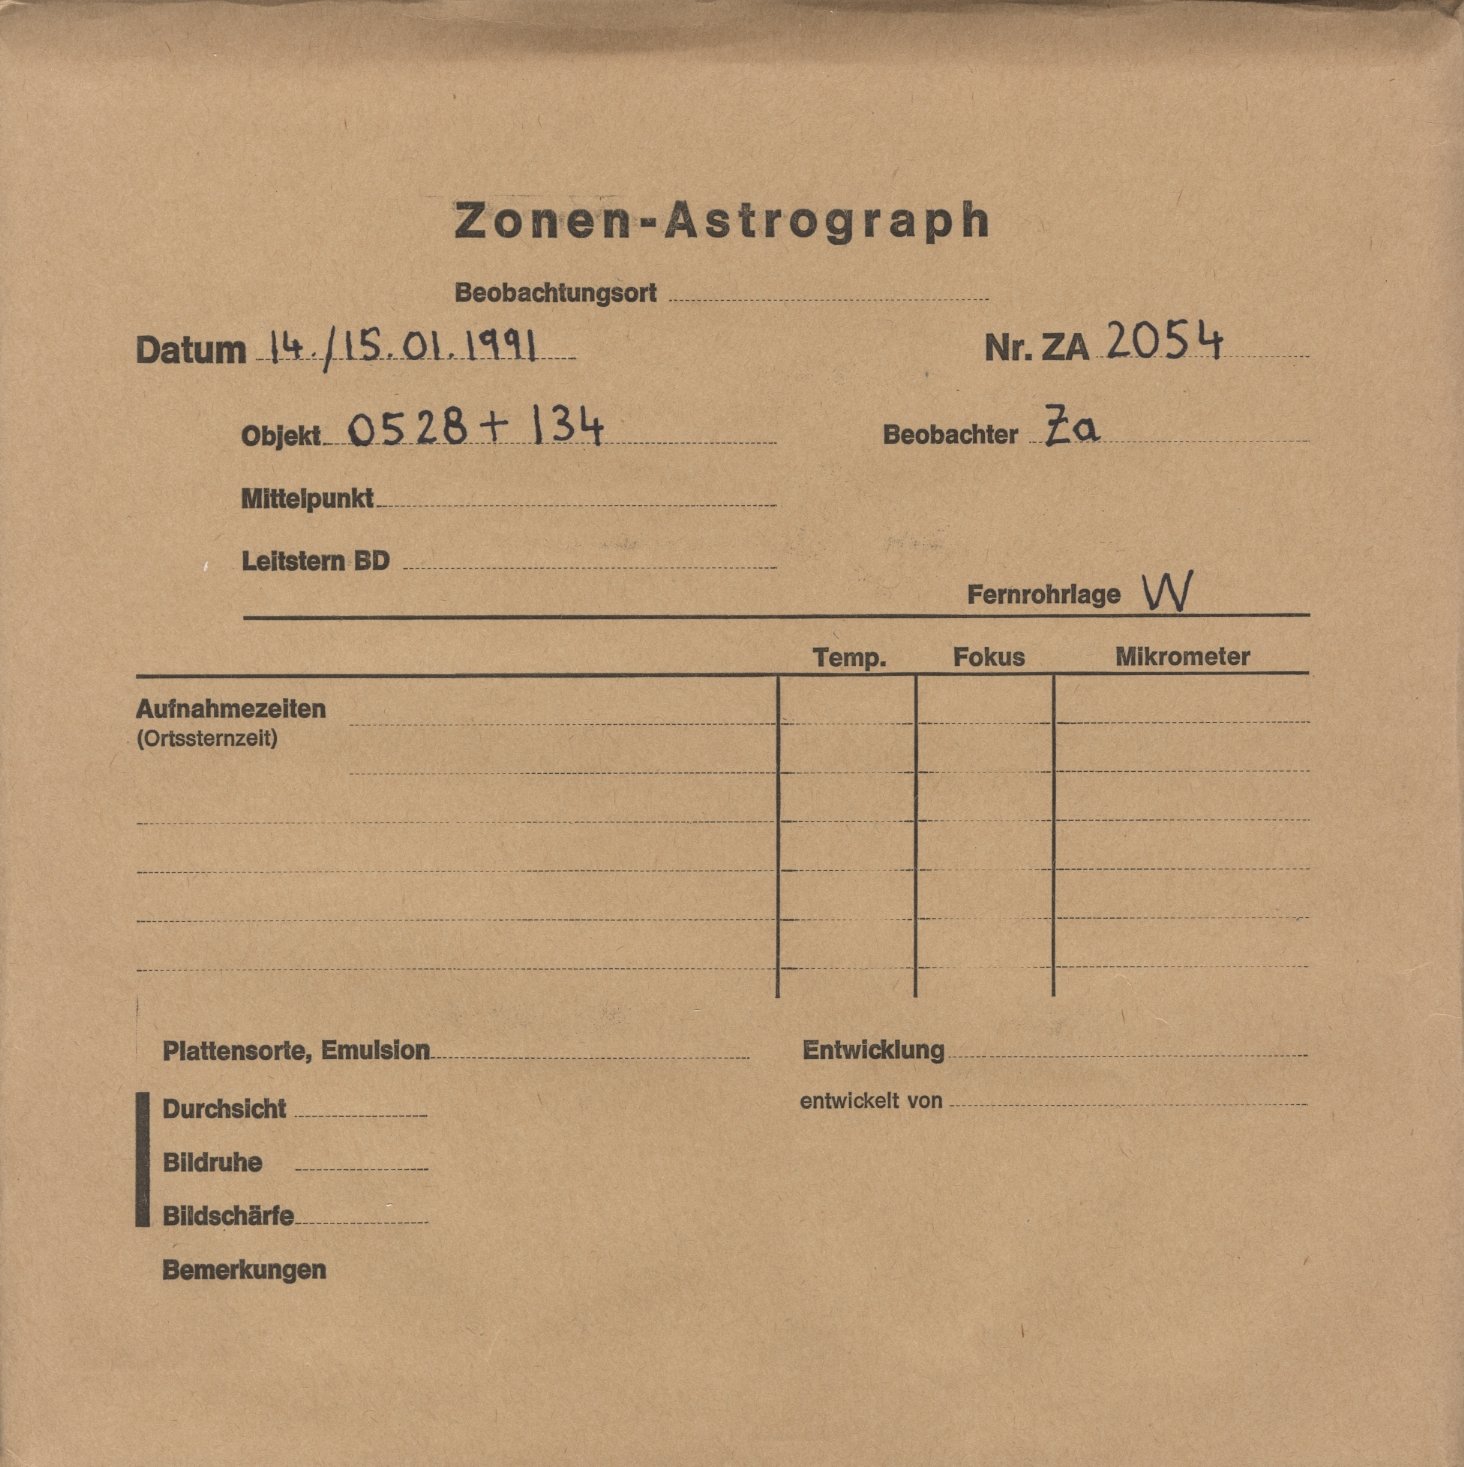 Zonen-Astrograph
Beobachtungsort
Datum 14./15.01.1991 Nr. ZA 2054
Objekt 0528+134 Beobachter Za
Mittelpunkt
Leitstern BD
Fernrohrlage W
Temp. Fokus Mikrometer
Aufnahmezeiten
(Ortssternzeit)
Plattensorte, Emulsion Entwicklung
Durchsicht entwickelt von
Bildruhe
Bildschärfe
Bemerkungen